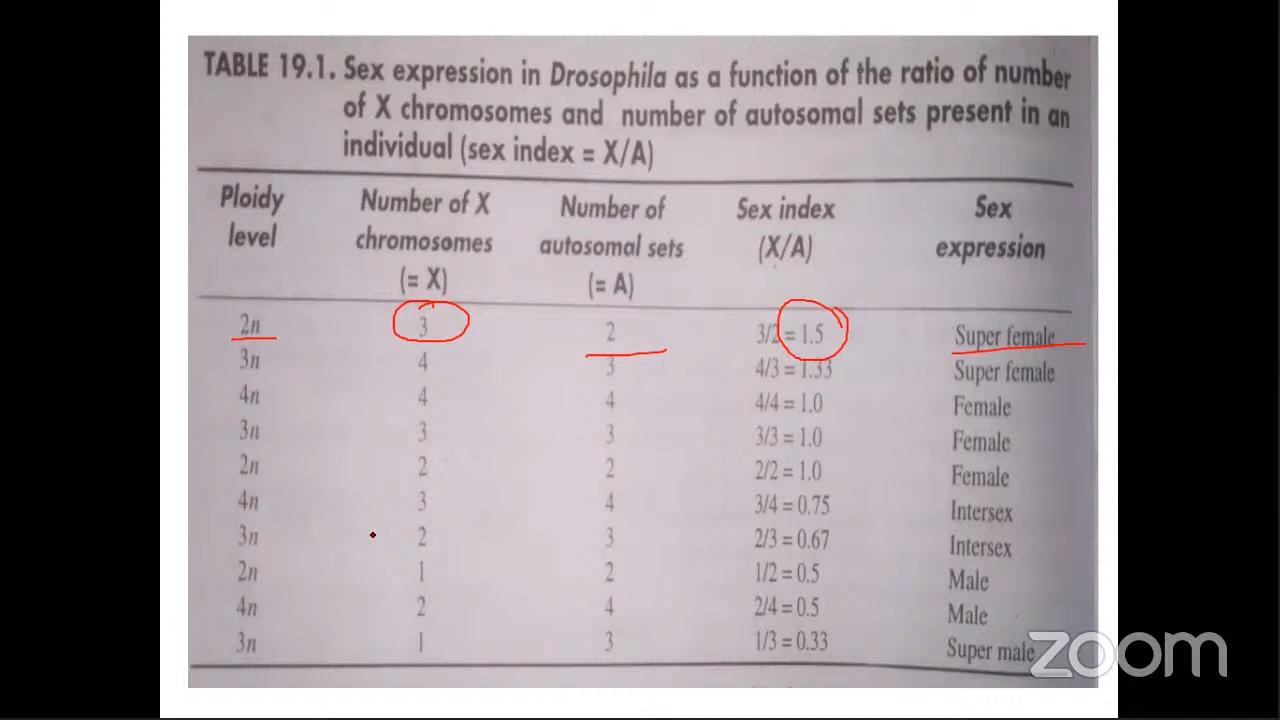 TABLE 19.1. Sex expression in Drosophila as a function of the ratio of number
of X chromosomes and number of autosomal sets present in an
individual (sex index = X/A)
Ploidy level Number of X chromosomes (= X) Number of autosomal sets (= A) Sex index (X/A) Sex expression
2n 3 2 3/2 = 1.5 Super female
3n 4 3 4/3 = 1.33 Super female
4n 4 4 4/4 = 1.0 Female
3n 3 3 3/3 = 1.0 Female
2n 2 2 2/2 = 1.0 Female
4n 3 4 3/4 = 0.75 Intersex
3n 2 3 2/3 = 0.67 Intersex
2n 1 2 1/2 = 0.5 Male
4n 2 4 2/4 = 0.5 Male
3n 1 3 1/3 = 0.33 Super male
zoom